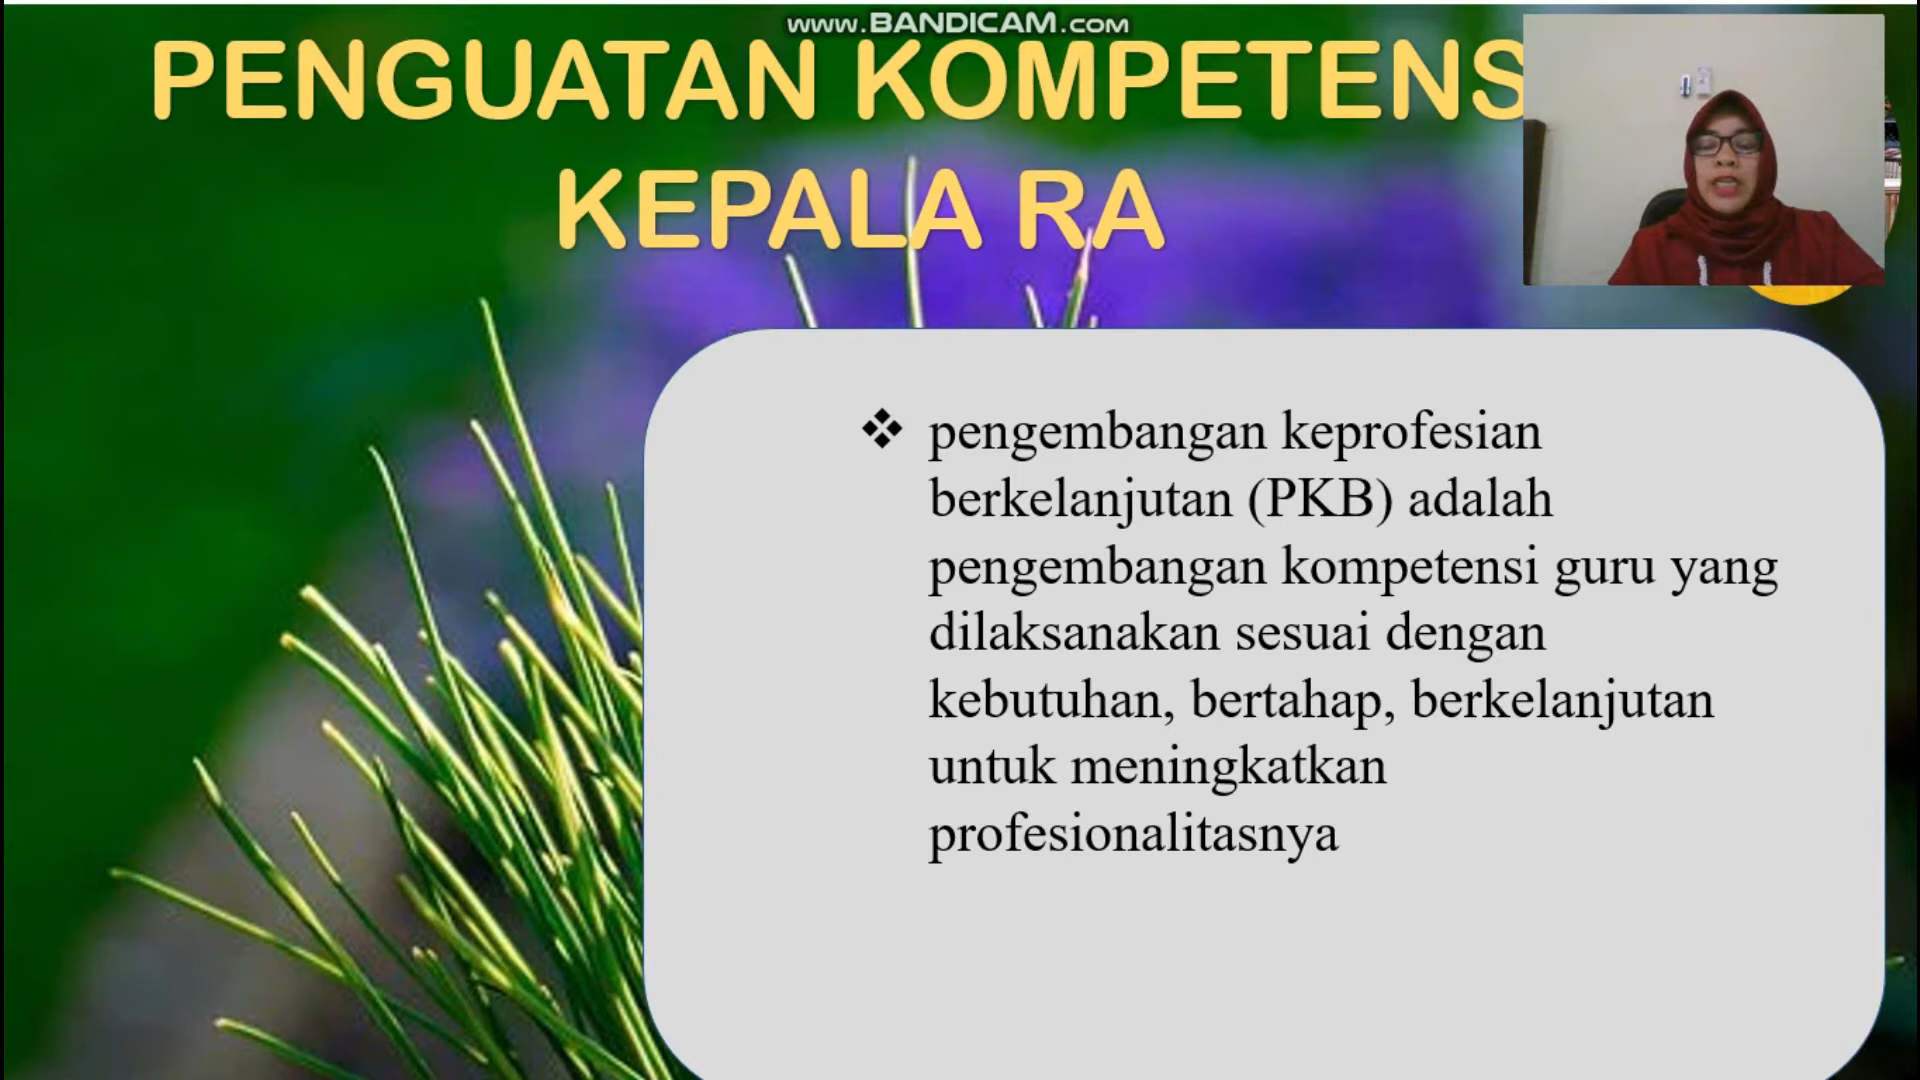 www.BANDICAM.com
PENGUATAN KOMPETENS
KEPALA RA
❖ pengembangan keprofesian
berkelanjutan (PKB) adalah
pengembangan kompetensi guru yang
dilaksanakan sesuai dengan
kebutuhan, bertahap, berkelanjutan
untuk meningkatkan
profesionalitasnya